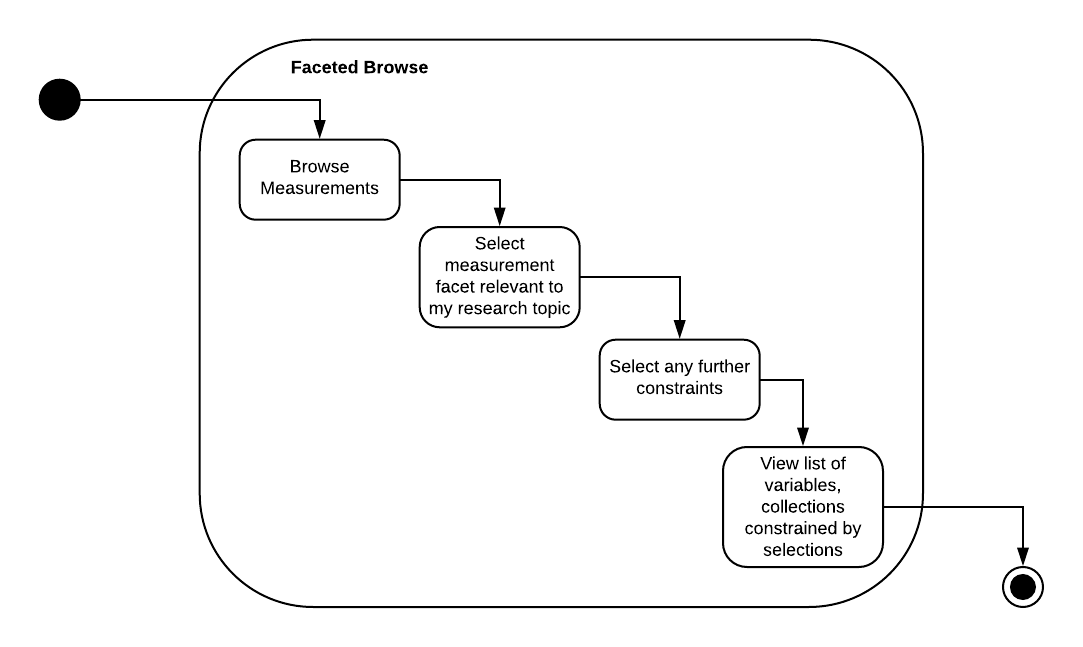 Faceted Browse
Browse
Measurements
Select
measurement
facet relevant to
my research topic
Select any further
constraints
View list of
variables,
collections
constrained by
selections